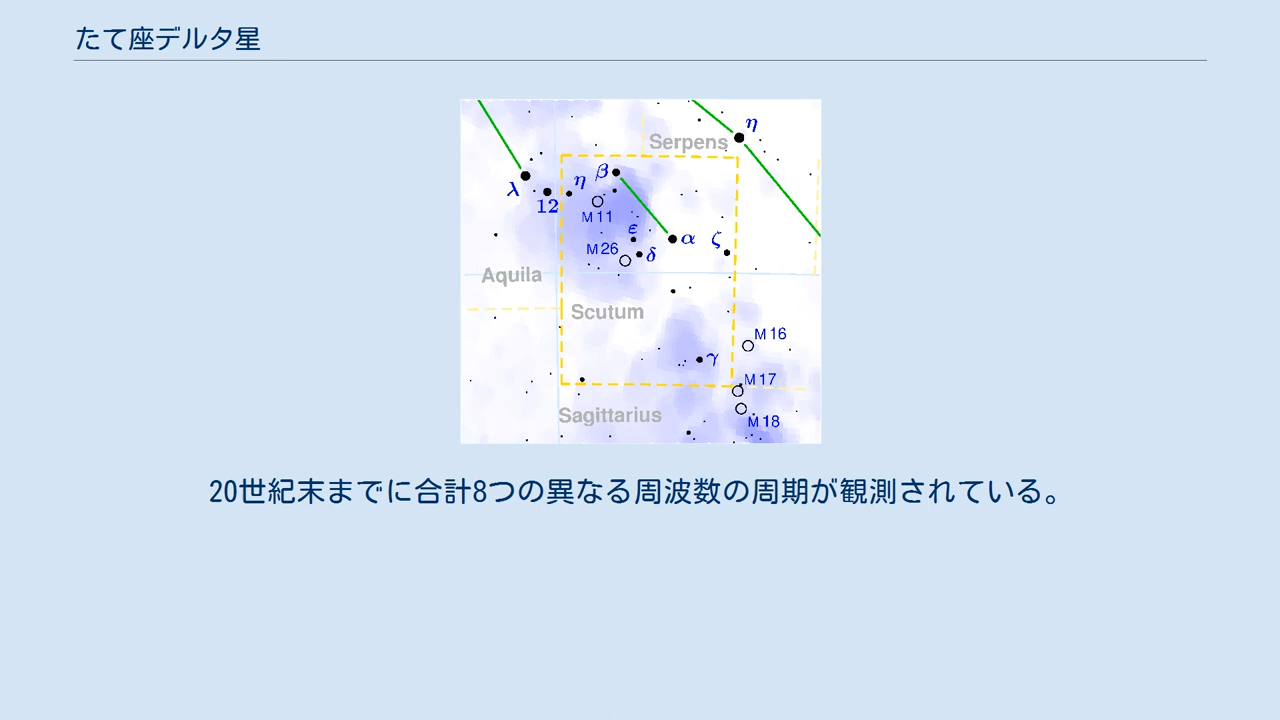 たて座デルタ星
η
Serpens
β
λ
η
12
M 11
ε
α
ζ
M 26
δ
Aquila
Scutum
M 16
γ
M 17
Sagittarius
M 18
20世紀末までに合計8つの異なる周波数の周期が観測されている。